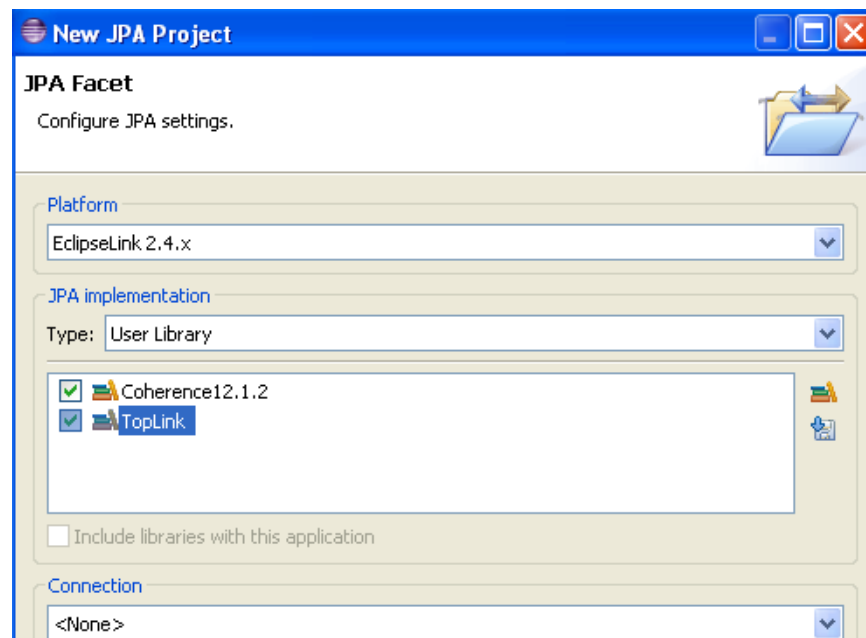 New JPA Project
JPA Facet
Configure JPA settings.
Platform
EclipseLink 2.4.x
JPA implementation
Type: User Library
Coherence12.1.2
TopLink
Include libraries with this application
Connection
<None>